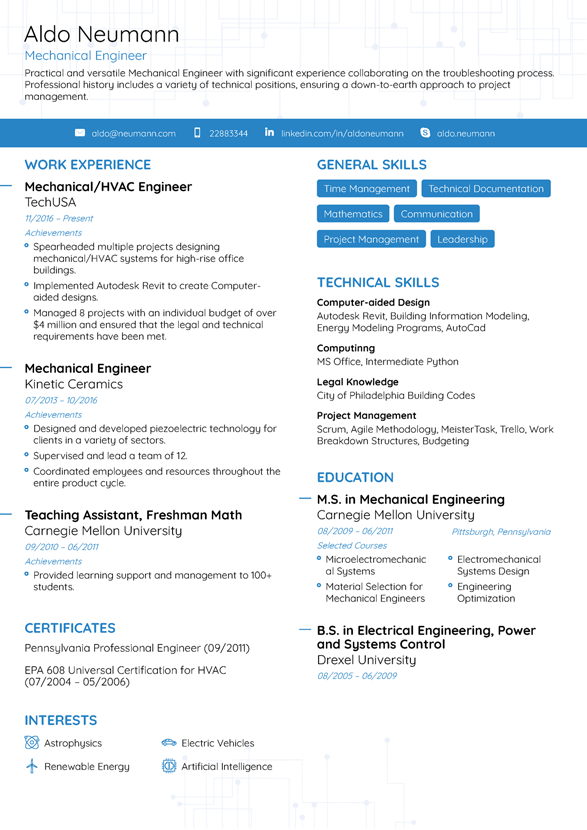 Aldo Neumann
Mechanical Engineer
Practical and versatile Mechanical Engineer with significant experience collaborating on the troubleshooting process.
Professional history includes a variety of technical positions, ensuring a down-to-earth approach to project
management.
aldo@neumann.com
22883344
linkedin.com/in/aldoneumann
aldo.neumann
WORK EXPERIENCE
Mechanical/HVAC Engineer
TechUSA
11/2016 – Present
Achievements
Spearheaded multiple projects designing
mechanical/HVAC systems for high-rise office
buildings.
Implemented Autodesk Revit to create Computer-
aided designs.
Managed 8 projects with an individual budget of over
$4 million and ensured that the legal and technical
requirements have been met.
Mechanical Engineer
Kinetic Ceramics
07/2013 – 10/2016
Achievements
Designed and developed piezoelectric technology for
clients in a variety of sectors.
Supervised and lead a team of 12.
Coordinated employees and resources throughout the
entire product cycle.
Teaching Assistant, Freshman Math
Carnegie Mellon University
09/2010 – 06/2011
Achievements
Provided learning support and management to 100+
students.
CERTIFICATES
Pennsylvania Professional Engineer (09/2011)
EPA 608 Universal Certification for HVAC
(07/2004 – 05/2006)
INTERESTS
Astrophysics
Electric Vehicles
Renewable Energy
Artificial Intelligence
GENERAL SKILLS
Time Management
Technical Documentation
Mathematics
Communication
Project Management
Leadership
TECHNICAL SKILLS
Computer-aided Design
Autodesk Revit, Building Information Modeling,
Energy Modeling Programs, AutoCad
Computinng
MS Office, Intermediate Python
Legal Knowledge
City of Philadelphia Building Codes
Project Management
Scrum, Agile Methodology, MeisterTask, Trello, Work
Breakdown Structures, Budgeting
EDUCATION
M.S. in Mechanical Engineering
Carnegie Mellon University
08/2009 – 06/2011
Pittsburgh, Pennsylvania
Selected Courses
Microelectromechanic
al Systems
Electromechanical
Systems Design
Material Selection for
Mechanical Engineers
Engineering
Optimization
B.S. in Electrical Engineering, Power
and Systems Control
Drexel University
08/2005 – 06/2009